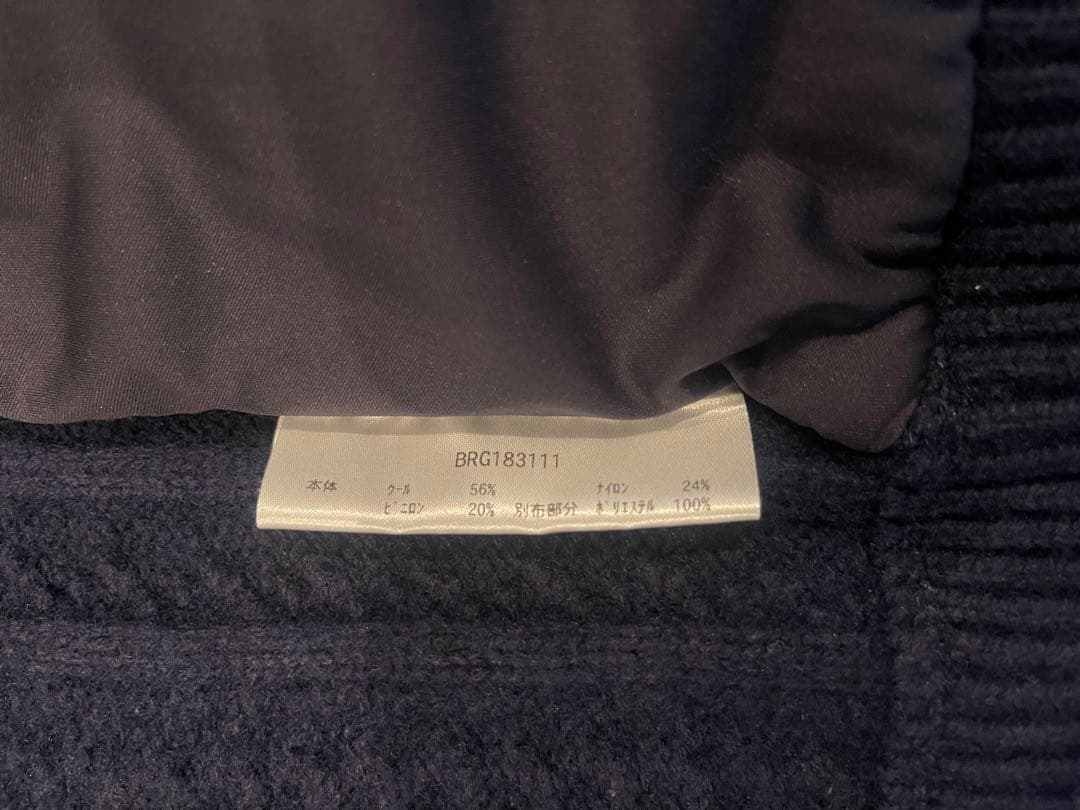 BRG183111
本体 ｳｰﾙ 56% ﾅｲﾛﾝ 24%
ﾋﾞﾆﾛﾝ 20% 別布部分 ﾎﾟﾘｴｽﾃﾙ 100%